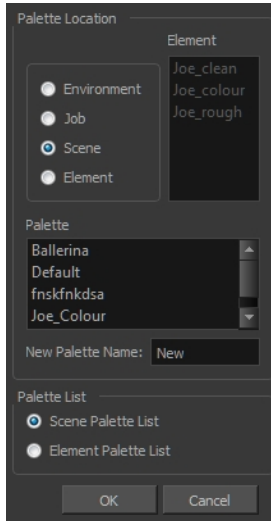 Palette Location
Element
Joe_clean
Joe_colour
Joe_rough
Environment
Job
Scene
Element
Palette
Ballerina
Default
fnskfnkdsa
Joe_Colour
New Palette Name: New
Palette List
Scene Palette List
Element Palette List
OK Cancel